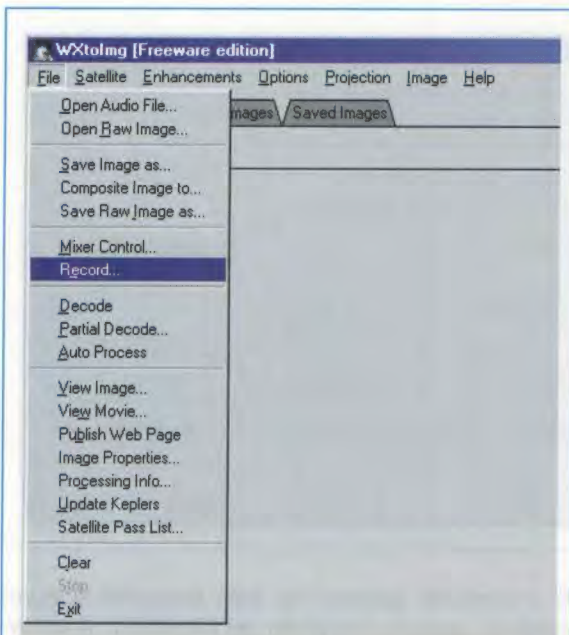 WXtoImg [Freeware edition]
File Satellite Enhancements Options Projection Image Help
mages Saved Images
Open Audio File...
Open Raw Image...
Save Image as...
Composite Image to...
Save Raw Image as...
Mixer Control...
Record...
Decode
Partial Decode...
Auto Process
View Image...
View Movie...
Publish Web Page
Image Properties...
Processing Info...
Update Keplers
Satellite Pass List...
Clear
Stop
Exit